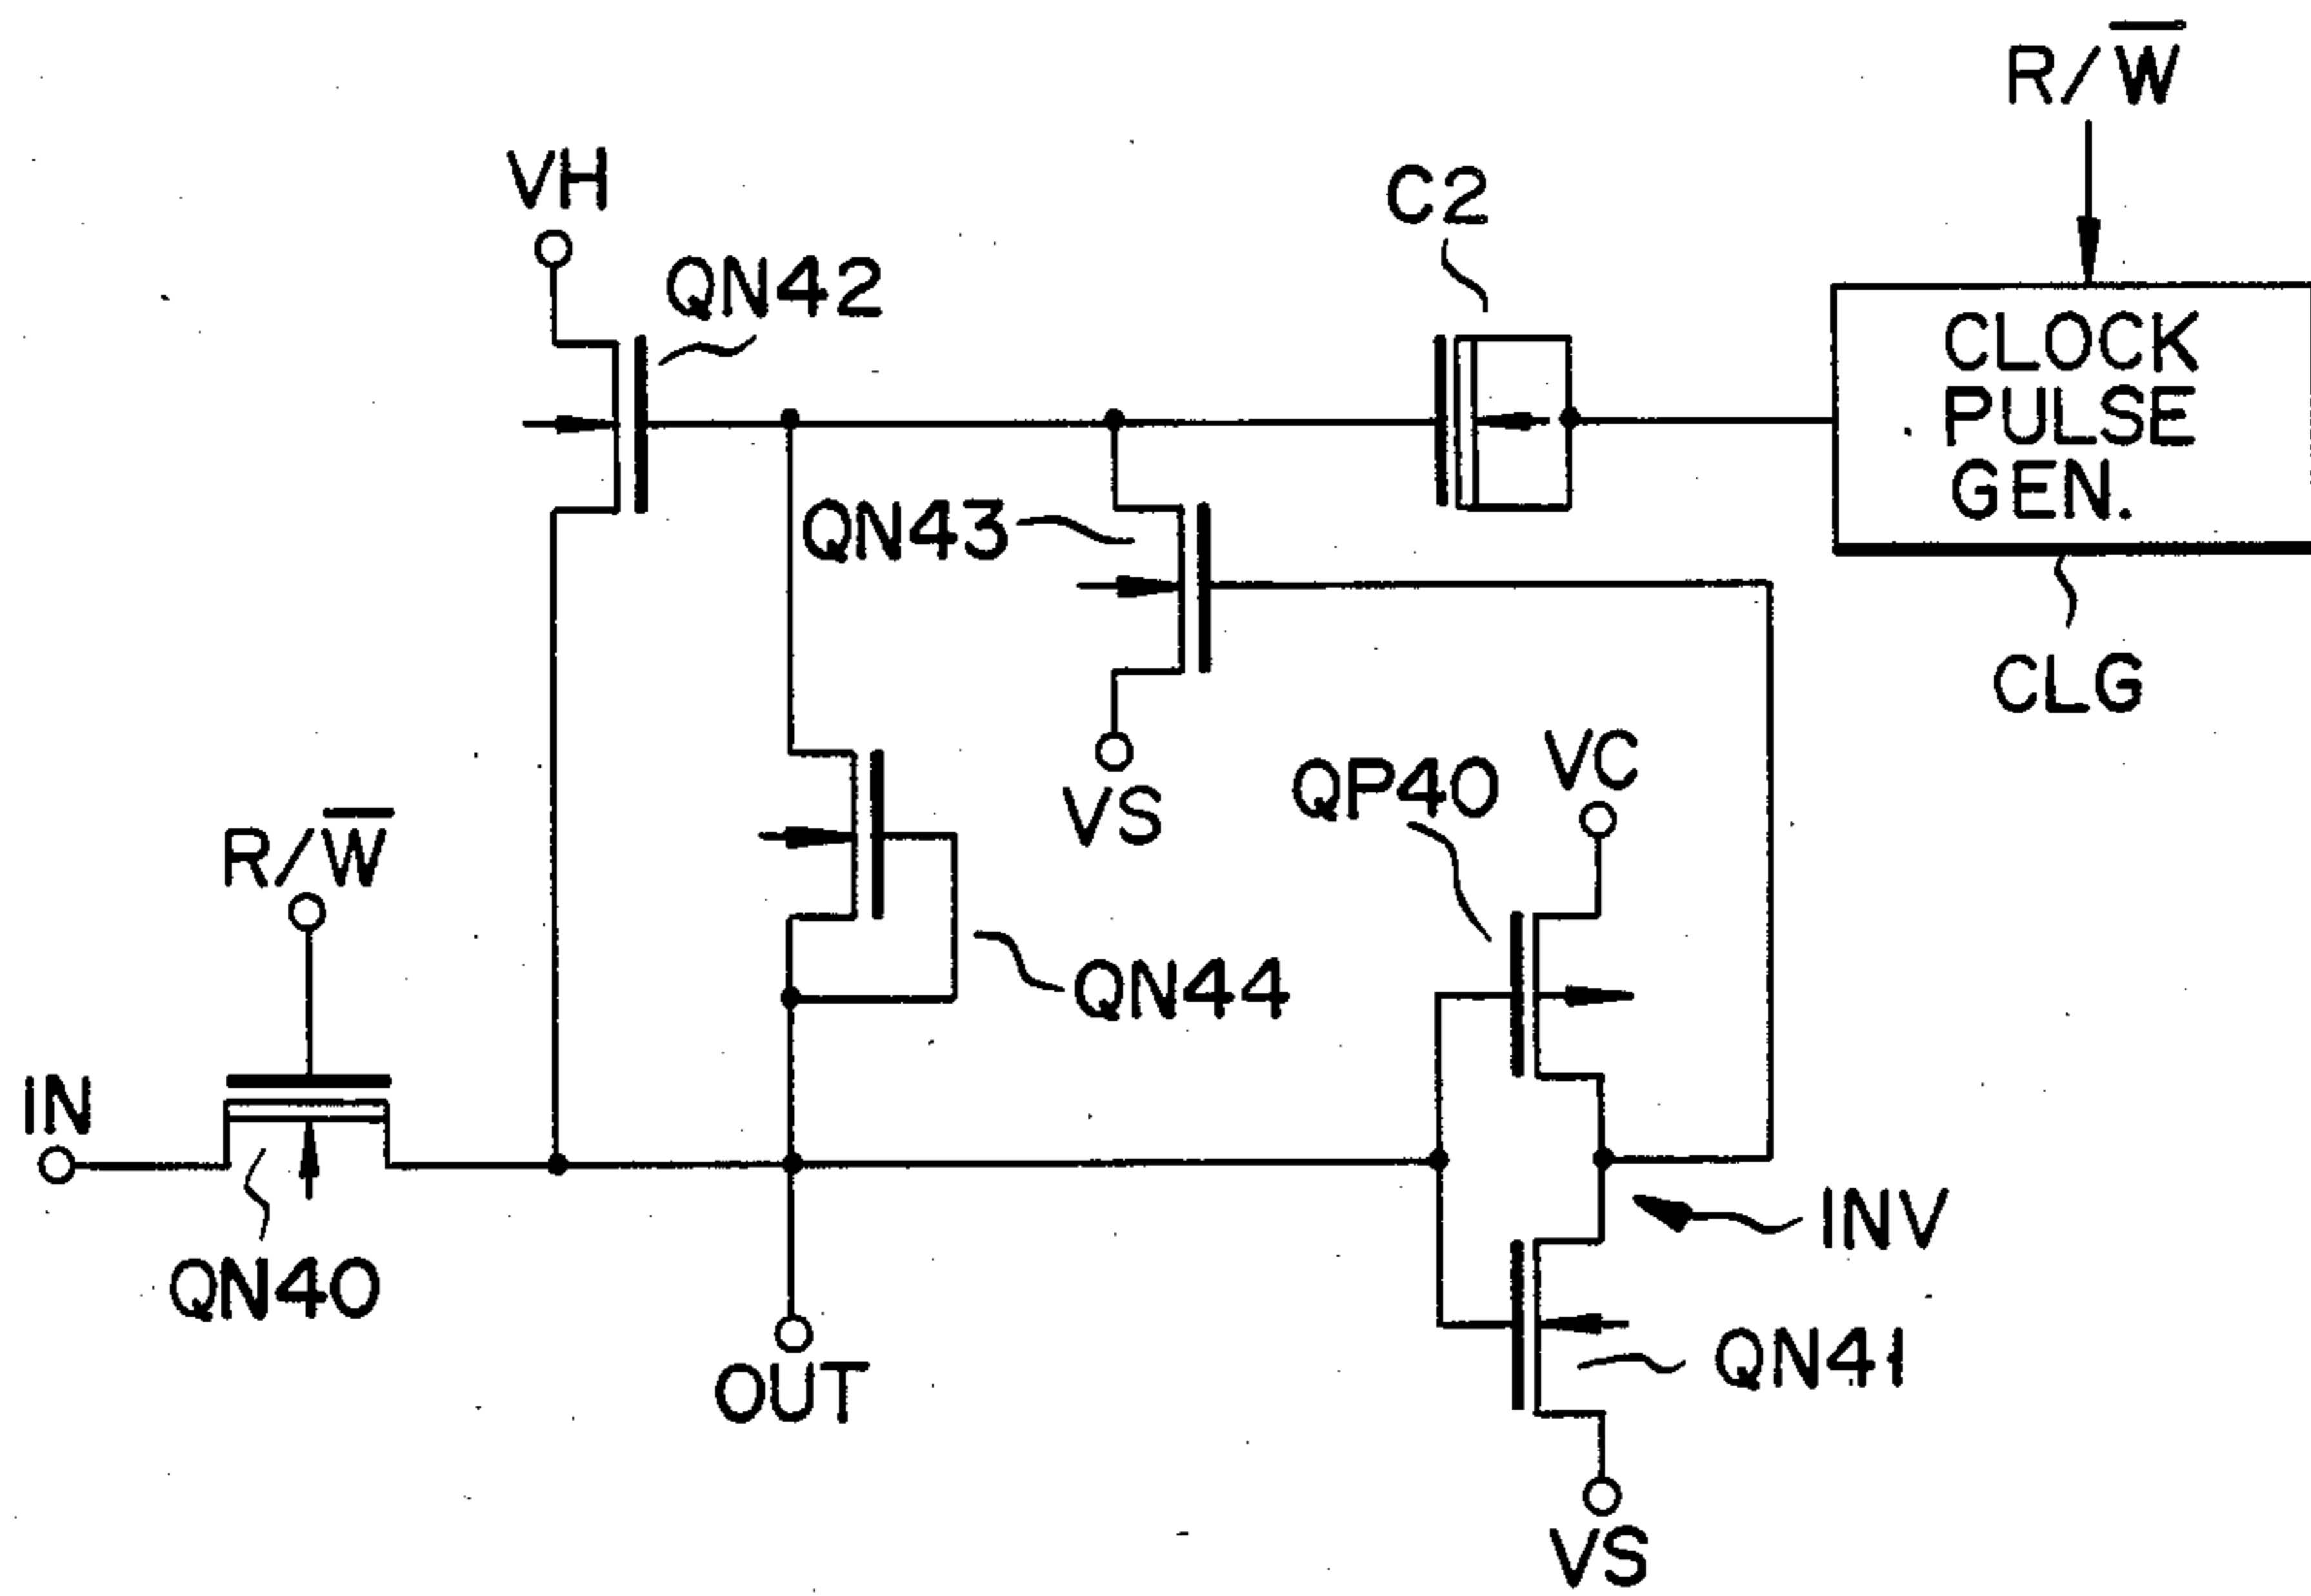 R/W̅
VH
C2
QN42
CLOCK
PULSE
GEN.
QN43
CLG
VC
QP40
VS
R/W̅
QN44
IN
INV
QN40
QN41
OUT
VS